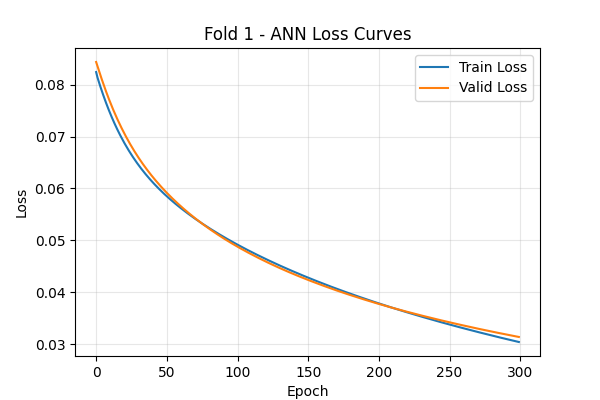 Fold 1 - ANN Loss Curves
Train Loss
Valid Loss
0.08
0.07
0.06
0.05
0.04
0.03
Loss
0 50 100 150 200 250 300
Epoch